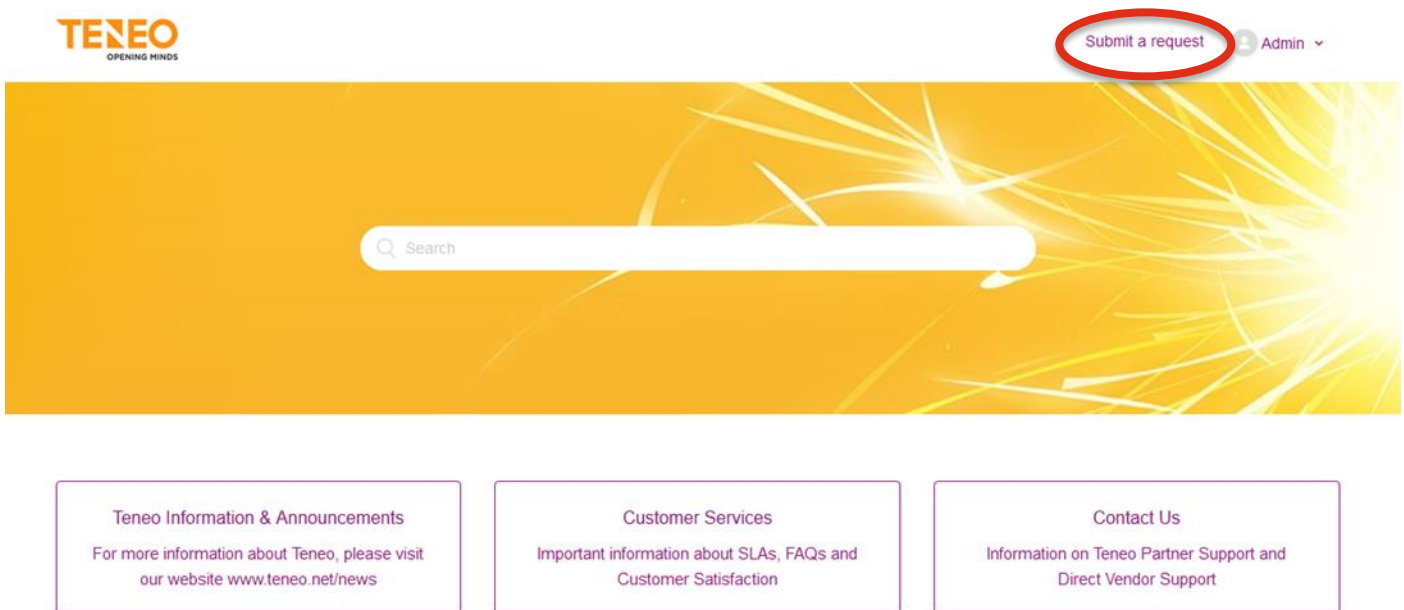 TENEO
OPENING MINDS
Submit a request
Admin
Search
Teneo Information & Announcements
For more information about Teneo, please visit
our website www.teneo.net/news
Customer Services
Important information about SLAs, FAQs and
Customer Satisfaction
Contact Us
Information on Teneo Partner Support and
Direct Vendor Support